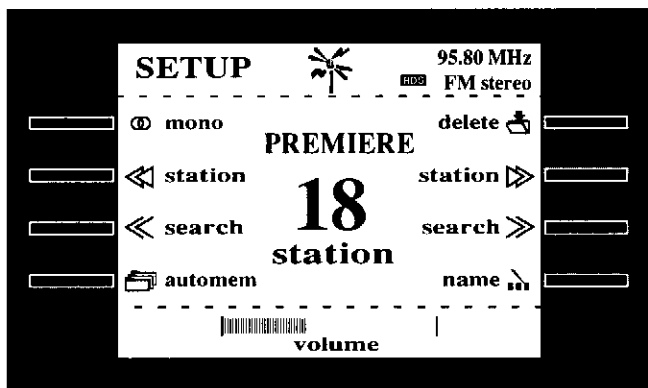 SETUP
95.80 MHz
RDS FM stereo
mono
delete
PREMIERE
station
station
18
search
search
station
automem
name
volume